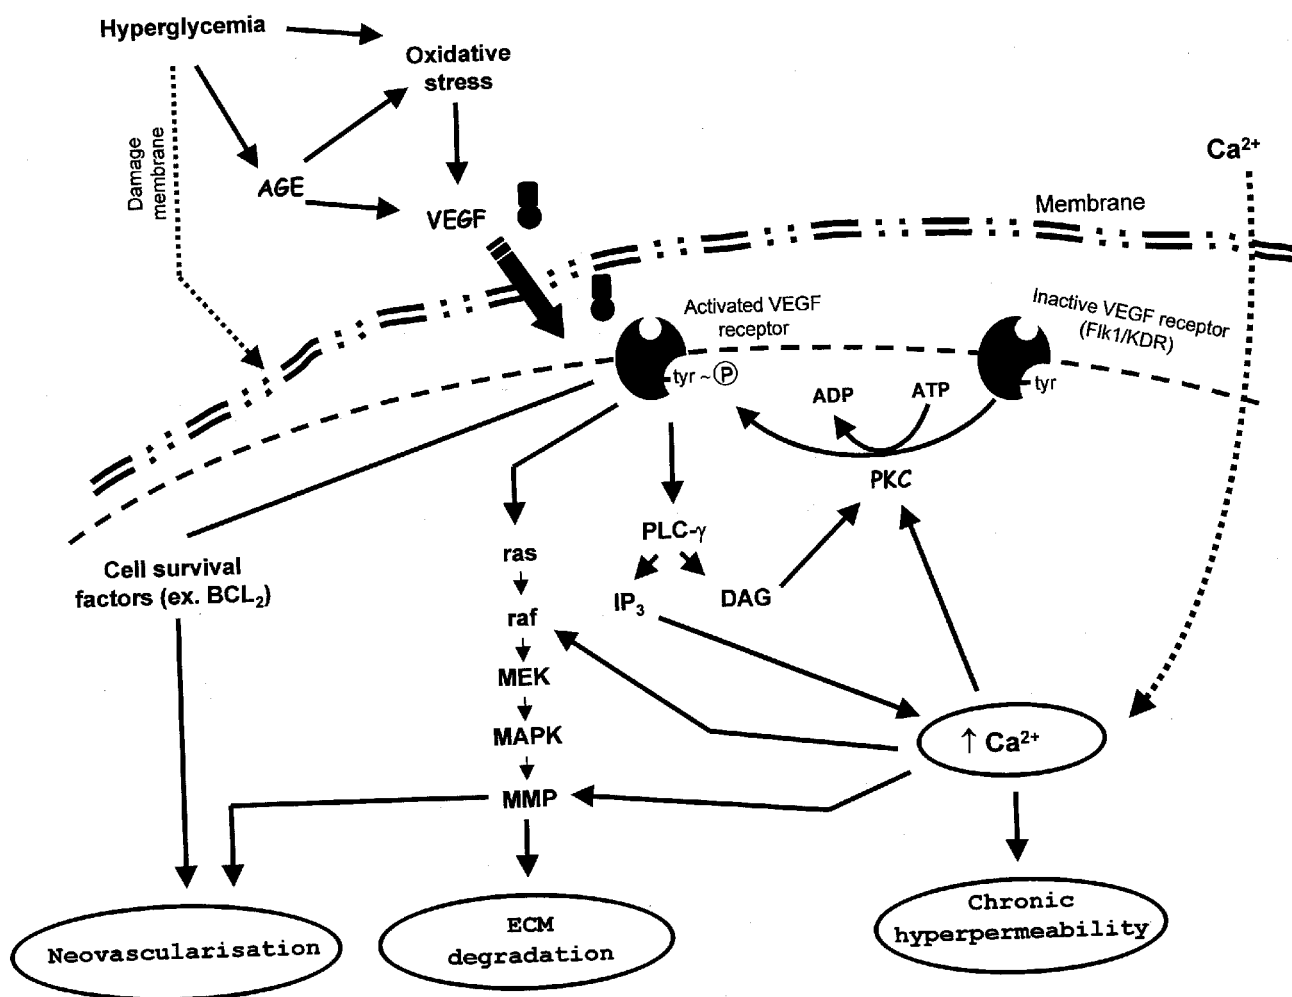 Hyperglycemia
Oxidative
stress
Damage
membrane
AGE
VEGF
Ca²⁺
Membrane
Activated VEGF
receptor
Inactive VEGF receptor
(Flk1/KDR)
tyr ~ P
tyr
ADP
ATP
PKC
PLC-γ
IP₃
DAG
Cell survival
factors (ex. BCL₂)
ras
raf
MEK
MAPK
MMP
↑ Ca²⁺
Neovascularisation
ECM
degradation
Chronic
hyperpermeability